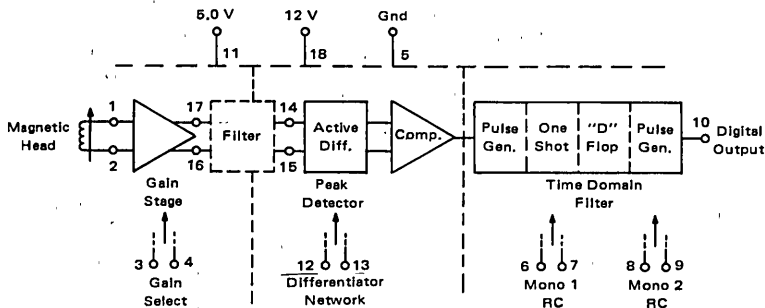 5.0 V 12 V Gnd
11 18 5
1 17 14 10
Magnetic Head
Filter
Active Diff.
Comp.
Pulse Gen.
One Shot
"D" Flop
Pulse Gen.
Digital Output
2 16 15
Gain Stage
Peak Detector
Time Domain Filter
3 4 12 13 6 7 8 9
Gain Select
Differentiator Network
Mono 1 RC
Mono 2 RC